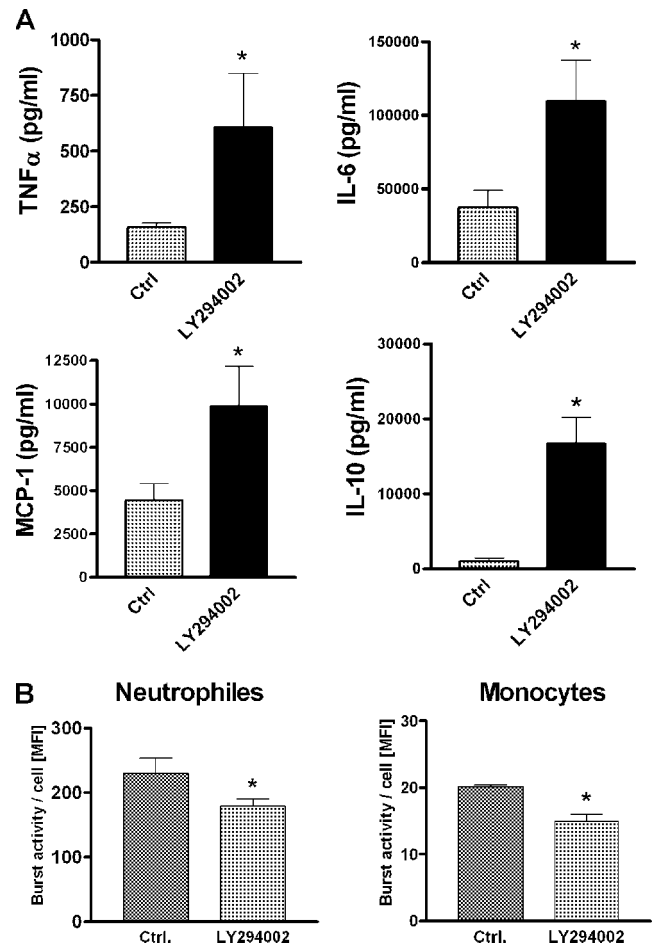 A
TNFα (pg/ml)
1000
750
500
250
0
*
Ctrl
LY294002
IL-6 (pg/ml)
150000
100000
50000
0
*
Ctrl
LY294002
MCP-1 (pg/ml)
12500
10000
7500
5000
2500
0
*
Ctrl
LY294002
IL-10 (pg/ml)
30000
20000
10000
0
*
Ctrl
LY294002
B
Neutrophiles
Burst activity / cell [MFI]
300
200
100
0
*
Ctrl.
LY294002
Monocytes
Burst activity / cell [MFI]
30
20
10
0
*
Ctrl.
LY294002